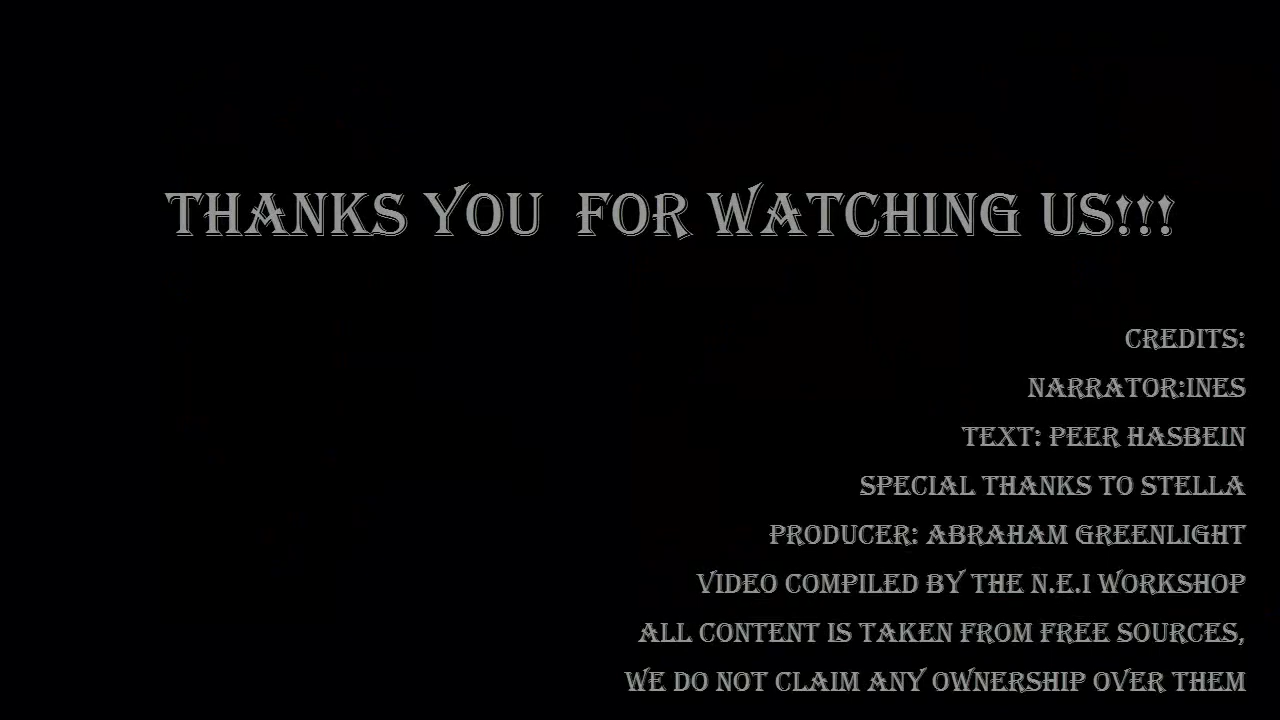 THANKS YOU  FOR WATCHING US!!!
CREDITS:
NARRATOR:INES
TEXT: PEER HASBEIN
SPECIAL THANKS TO STELLA
PRODUCER: ABRAHAM GREENLIGHT
VIDEO COMPILED BY THE N.E.I WORKSHOP
ALL CONTENT IS TAKEN FROM FREE SOURCES,
WE DO NOT CLAIM ANY OWNERSHIP OVER THEM